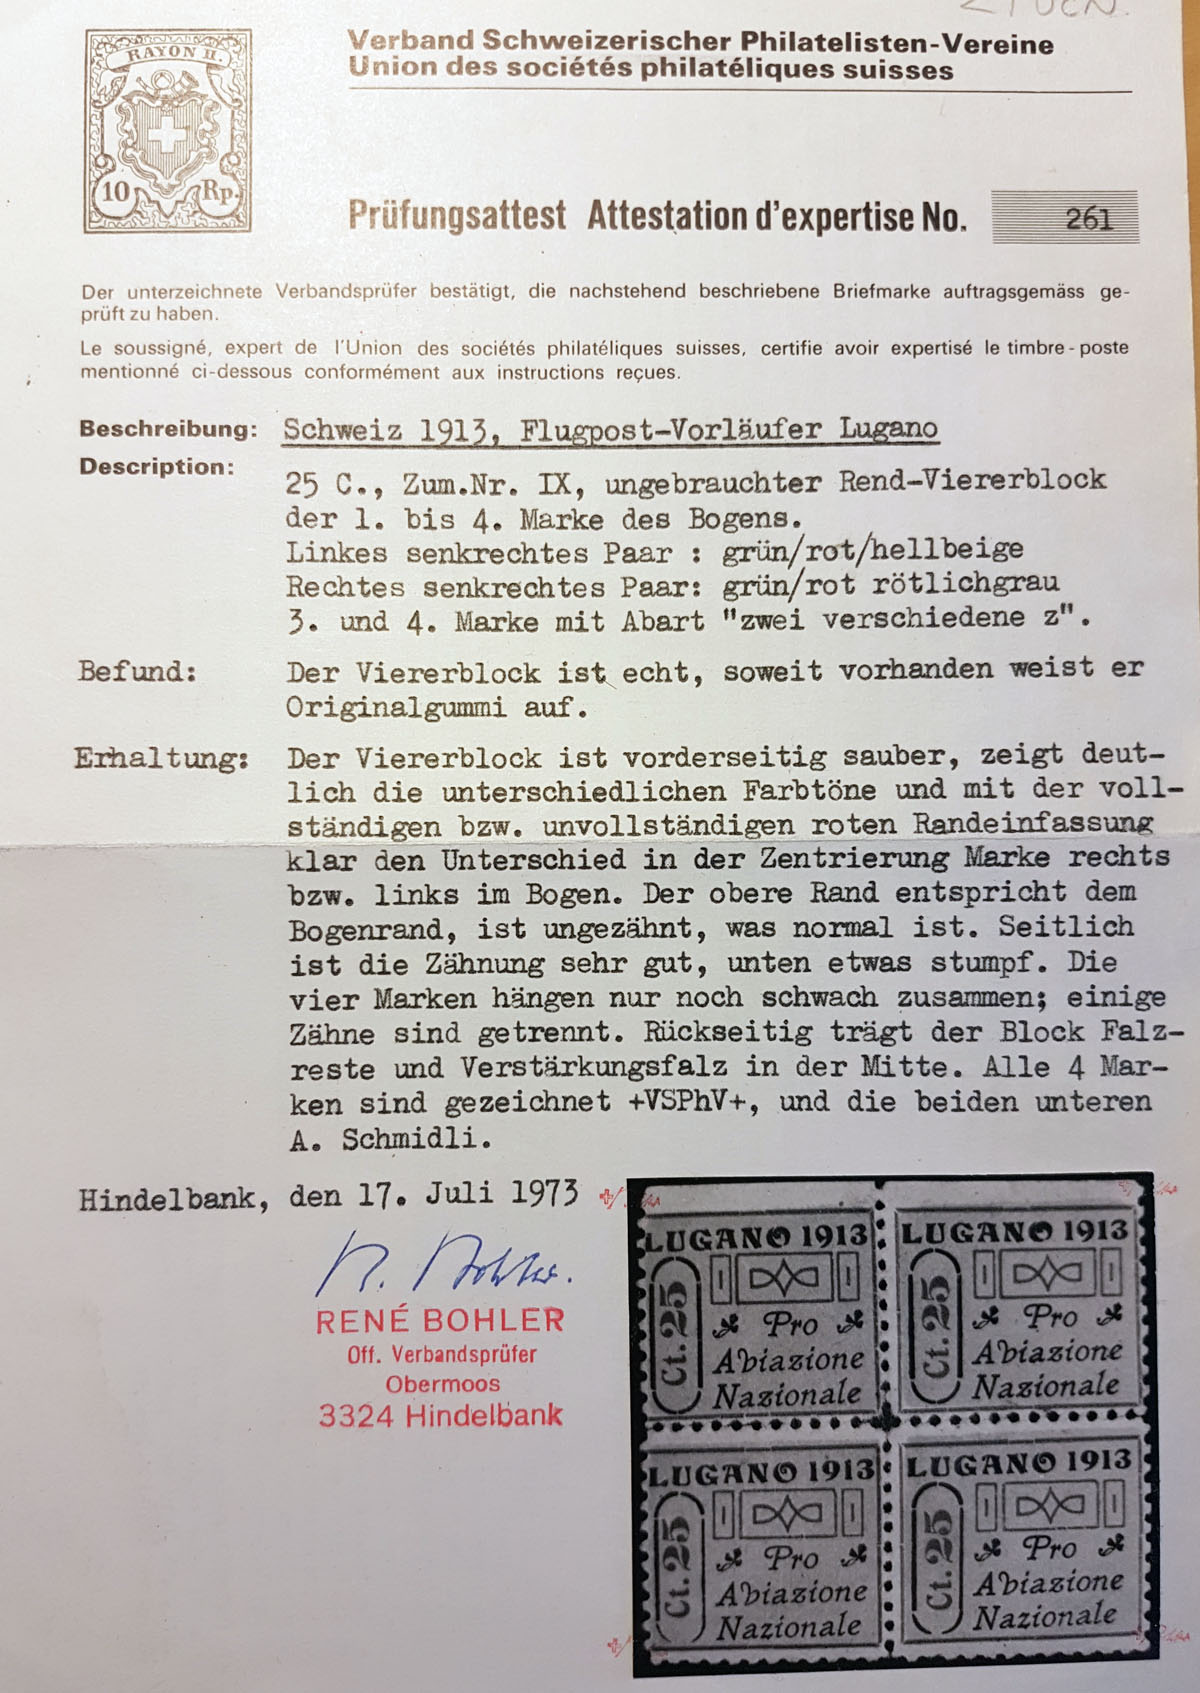 RAYON II.
10 Rp.
Verband Schweizerischer Philatelisten-Vereine
Union des sociétés philatéliques suisses
Prüfungsattest Attestation d'expertise No. 261
Der unterzeichnete Verbandsprüfer bestätigt, die nachstehend beschriebene Briefmarke auftragsgemäss ge-
prüft zu haben.
Le soussigné, expert de l'Union des sociétés philatéliques suisses, certifie avoir expertisé le timbre-poste
mentionné ci-dessous conformément aux instructions reçues.
Beschreibung: Schweiz 1913, Flugpost-Vorläufer Lugano
Description:
25 C., Zum.Nr. IX, ungebrauchter Rend-Viererblock
der 1. bis 4. Marke des Bogens.
Linkes senkrechtes Paar : grün/rot/hellbeige
Rechtes senkrechtes Paar: grün/rot rötlichgrau
3. und 4. Marke mit Abart "zwei verschiedene z".
Befund: Der Viererblock ist echt, soweit vorhanden weist er
Originalgummi auf.
Erhaltung: Der Viererblock ist vorderseitig sauber, zeigt deut-
lich die unterschiedlichen Farbtöne und mit der voll-
ständigen bzw. unvollständigen roten Randeinfassung
klar den Unterschied in der Zentrierung Marke rechts
bzw. links im Bogen. Der obere Rand entspricht dem
Bogenrand, ist ungezähnt, was normal ist. Seitlich
ist die Zähnung sehr gut, unten etwas stumpf. Die
vier Marken hängen nur noch schwach zusammen; einige
Zähne sind getrennt. Rückseitig trägt der Block Falz-
reste und Verstärkungsfalz in der Mitte. Alle 4 Mar-
ken sind gezeichnet +VSPhV+, und die beiden unteren
A. Schmidli.
Hindelbank, den 17. Juli 1973
RENÉ BOHLER
Off. Verbandsprüfer
Obermoos
3324 Hindelbank
LUGANO 1913
Ct. 25
Pro
Abiazione
Nazionale
LUGANO 1913
Ct. 25
Pro
Abiazione
Nazionale
LUGANO 1913
Ct. 25
Pro
Abiazione
Nazionale
LUGANO 1913
Ct. 25
Pro
Abiazione
Nazionale